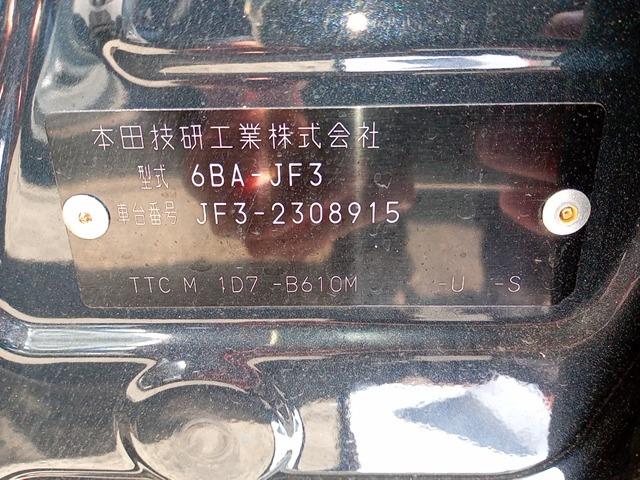 本田技研工業株式会社
型式 6BA-JF3
車台番号 JF3-2308915
TTC M 1D7 -B610M -U -S